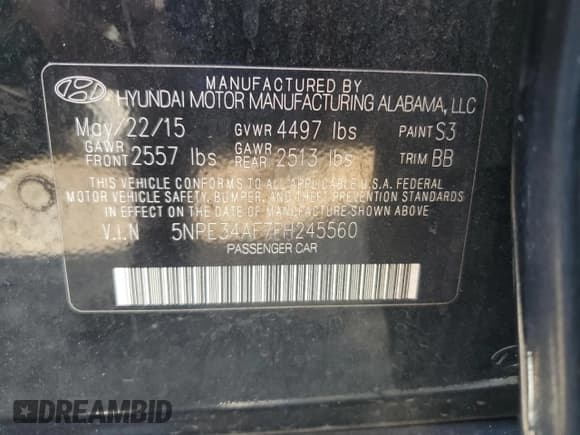 MANUFACTURED BY
HYUNDAI MOTOR MANUFACTURING ALABAMA, LLC
May/22/15 GVWR 4497 lbs PAINT S3
GAWR FRONT 2557 lbs GAWR REAR 2513 lbs TRIM BB
THIS VEHICLE CONFORMS TO ALL APPLICABLE U.S.A. FEDERAL
MOTOR VEHICLE SAFETY, BUMPER, AND THEFT PREVENTION STANDARDS
IN EFFECT ON THE DATE OF MANUFACTURE SHOWN ABOVE.
V.I.N 5NPE34AF7FH245560
PASSENGER CAR
DREAMBID